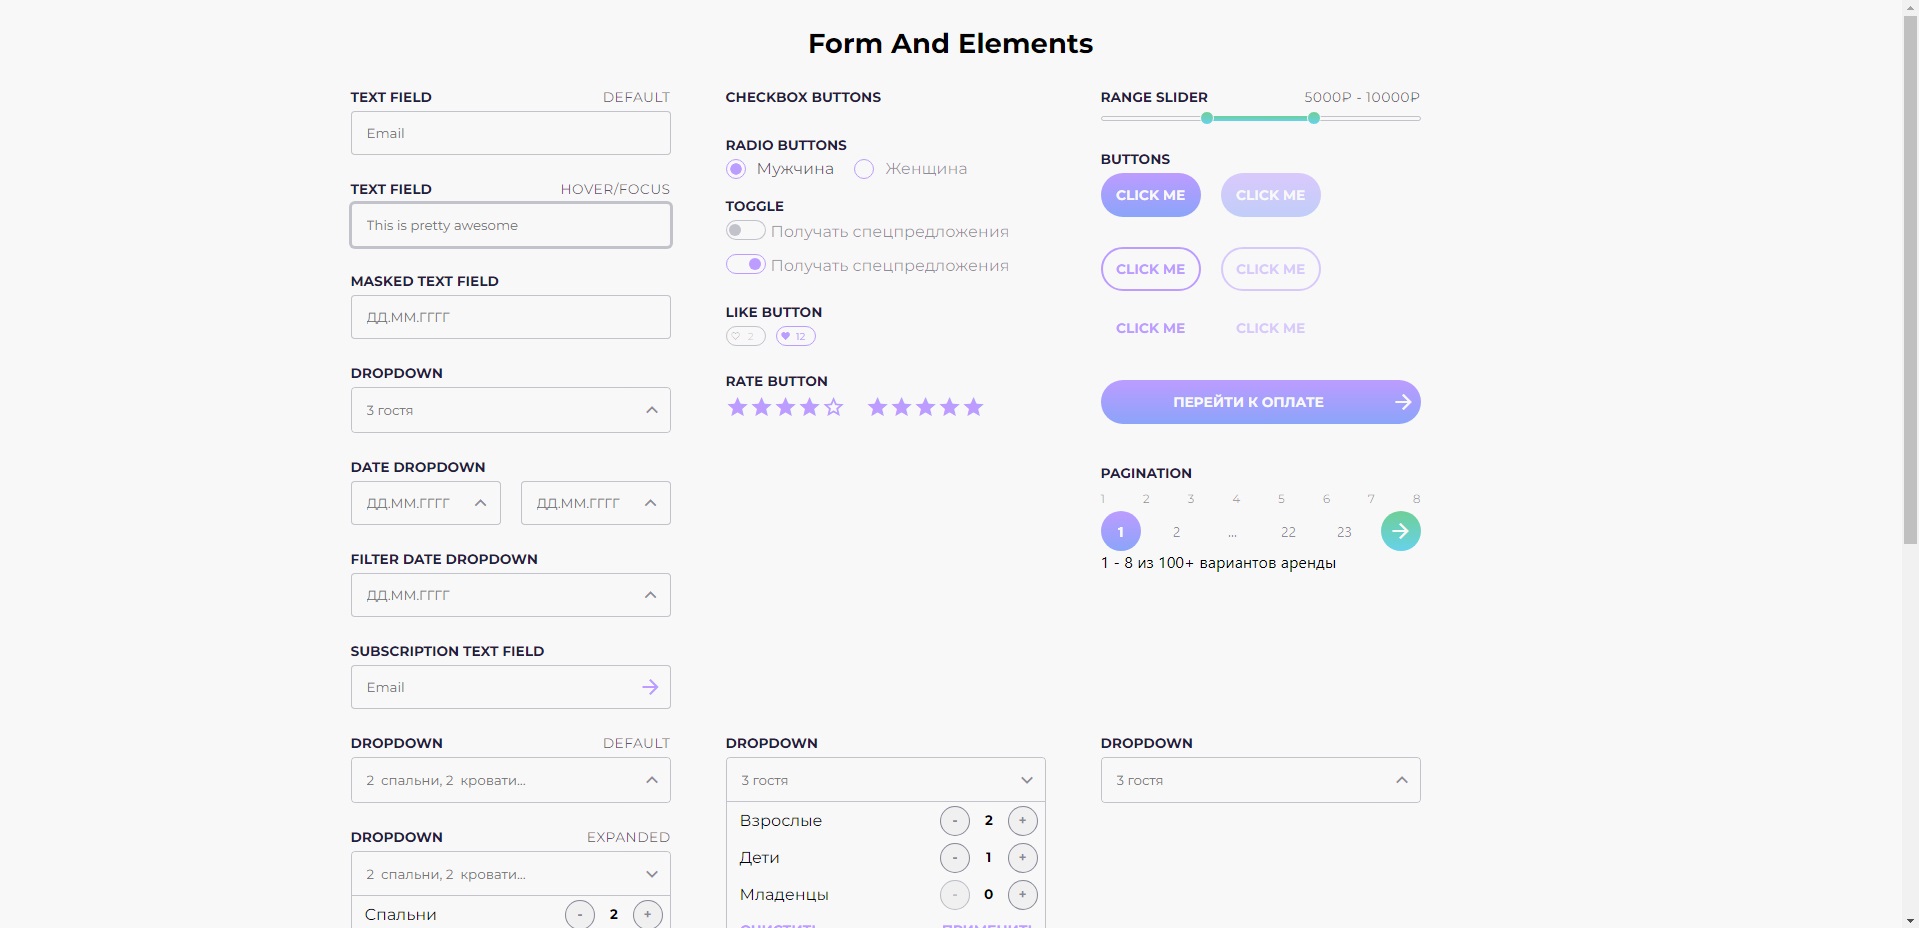 Form And Elements
TEXT FIELD DEFAULT
Email
TEXT FIELD HOVER/FOCUS
This is pretty awesome
MASKED TEXT FIELD
ДД.ММ.ГГГГ
DROPDOWN
3 гостя
DATE DROPDOWN
ДД.ММ.ГГГГ ДД.ММ.ГГГГ
FILTER DATE DROPDOWN
ДД.ММ.ГГГГ
SUBSCRIPTION TEXT FIELD
Email
CHECKBOX BUTTONS
RADIO BUTTONS
Мужчина Женщина
TOGGLE
Получать спецпредложения
Получать спецпредложения
LIKE BUTTON
2 12
RATE BUTTON
RANGE SLIDER 5000Р - 10000Р
BUTTONS
CLICK ME CLICK ME
CLICK ME CLICK ME
CLICK ME CLICK ME
ПЕРЕЙТИ К ОПЛАТЕ
PAGINATION
1 2 3 4 5 6 7 8
1 2 ... 22 23
1 - 8 из 100+ вариантов аренды
DROPDOWN DEFAULT
2 спальни, 2 кровати...
DROPDOWN EXPANDED
2 спальни, 2 кровати...
Спальни - 2 +
DROPDOWN
3 гостя
Взрослые - 2 +
Дети - 1 +
Младенцы - 0 +
ОЧИСТИТЬ ПРИМЕНИТЬ
DROPDOWN
3 гостя